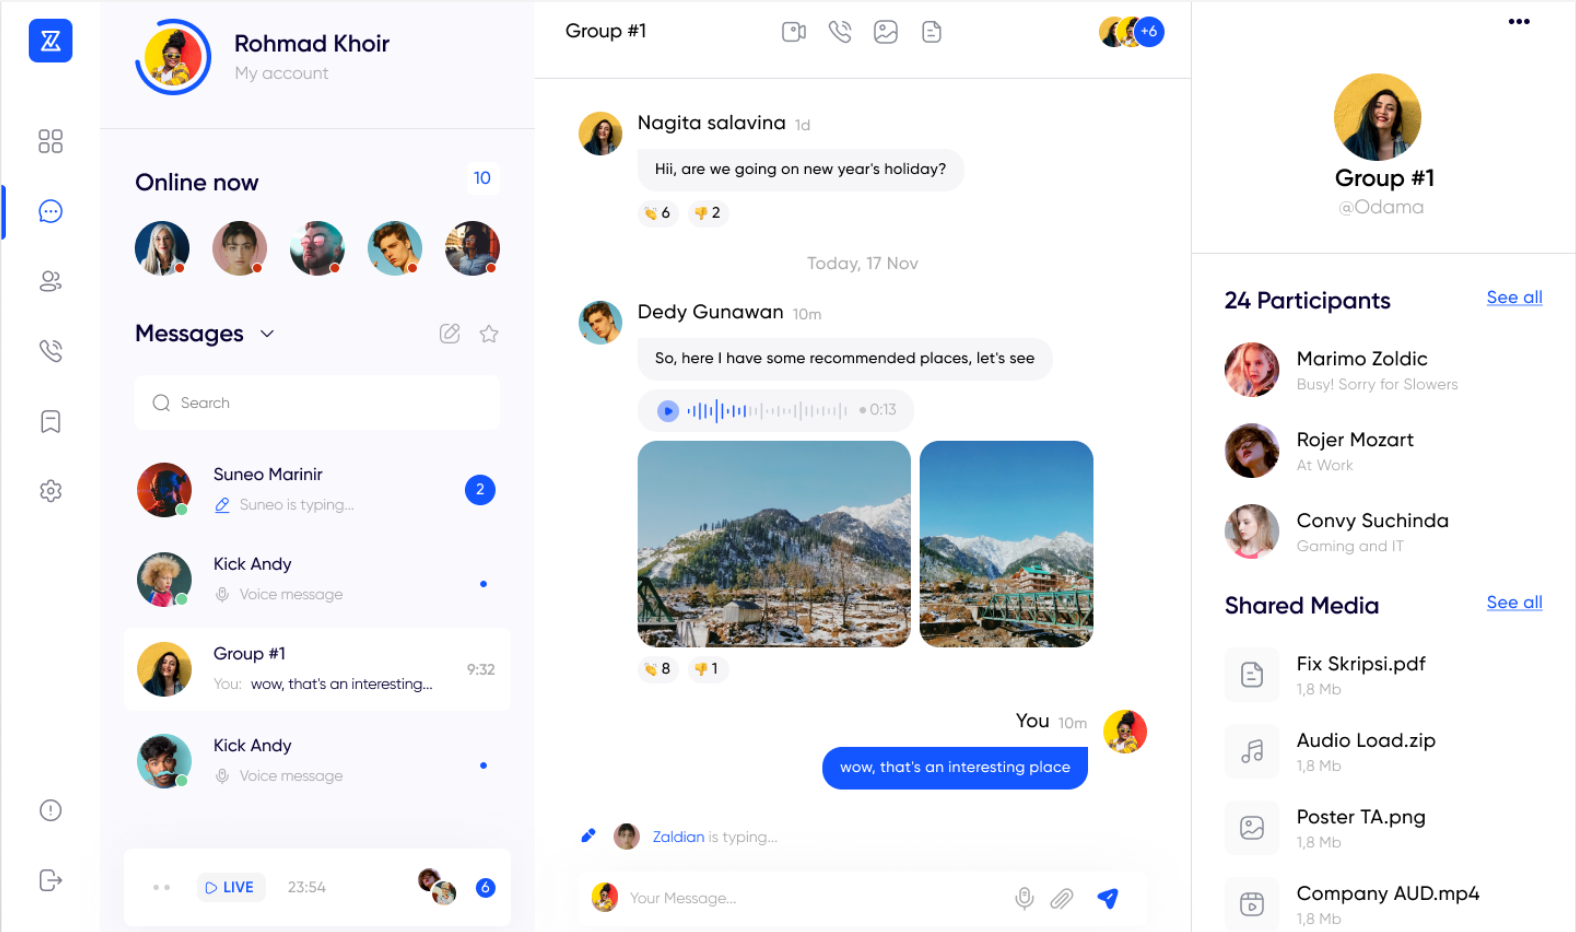 Rohmad Khoir
My account
Online now
10
Messages
Search
Suneo Marinir
Suneo is typing...
2
Kick Andy
Voice message
Group #1
You: wow, that's an interesting...
9:32
Kick Andy
Voice message
LIVE
23:54
6
Group #1
+6
Nagita salavina 1d
Hii, are we going on new year's holiday?
6
2
Today, 17 Nov
Dedy Gunawan 10m
So, here I have some recommended places, let's see
0:13
8
1
You 10m
wow, that's an interesting place
Zaldian is typing...
Your Message...
Group #1
@Odama
24 Participants
See all
Marimo Zoldic
Busy! Sorry for Slowers
Rojer Mozart
At Work
Convy Suchinda
Gaming and IT
Shared Media
See all
Fix Skripsi.pdf
1,8 Mb
Audio Load.zip
1,8 Mb
Poster TA.png
1,8 Mb
Company AUD.mp4
1,8 Mb